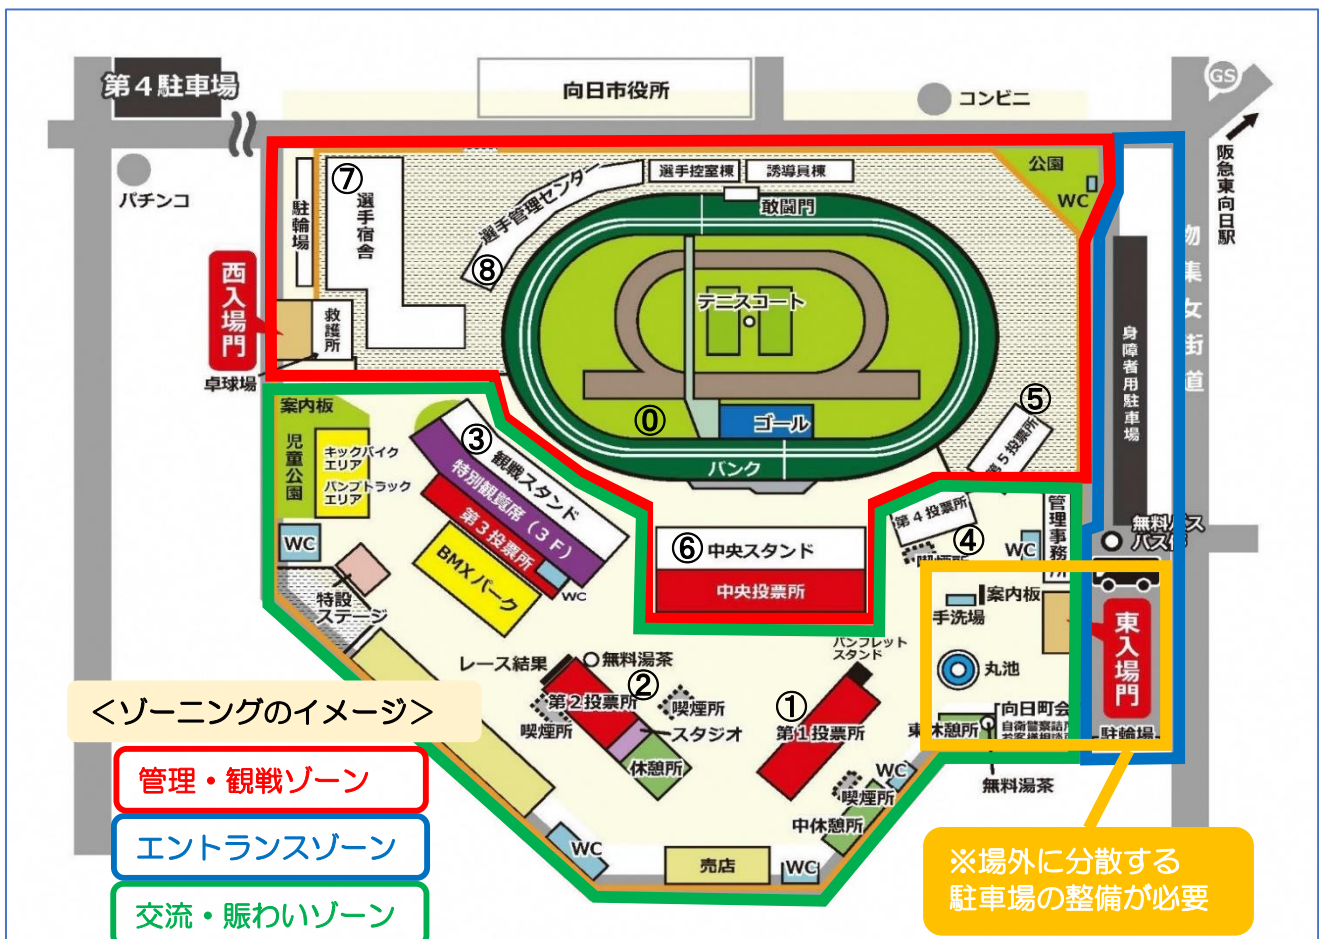 第4駐車場
向日市役所
コンビニ
GS
阪急東向日駅
パチンコ
⑦
選手宿舎
駐輪場
選手管理センター
⑧
選手控室棟
誘導員棟
敢闘門
公園
WC
西入場門
救護所
卓球場
テニスコート
⓪
ゴール
バンク
⑤
第5投票所
身障者用駐車場
物集女街道
案内板
児童公園
キックバイク
エリア
パンプトラック
エリア
③
観戦スタンド
特別観覧席(3F)
第3投票所
WC
BMXパーク
WC
特設
ステージ
⑥
中央スタンド
中央投票所
第4投票所
④
喫煙所
WC
管理事務所
無料バス
案内板
手洗場
丸池
東入場門
駐輪場
向日町会
東休憩所
無料湯茶
パンフレット
スタンド
①
第1投票所
レース結果
無料湯茶
②
第2投票所
喫煙所
喫煙所
スタジオ
休憩所
WC
喫煙所
中休憩所
WC
売店
WC
<ゾーニングのイメージ>
管理・観戦ゾーン
エントランスゾーン
交流・賑わいゾーン
※場外に分散する
駐車場の整備が必要